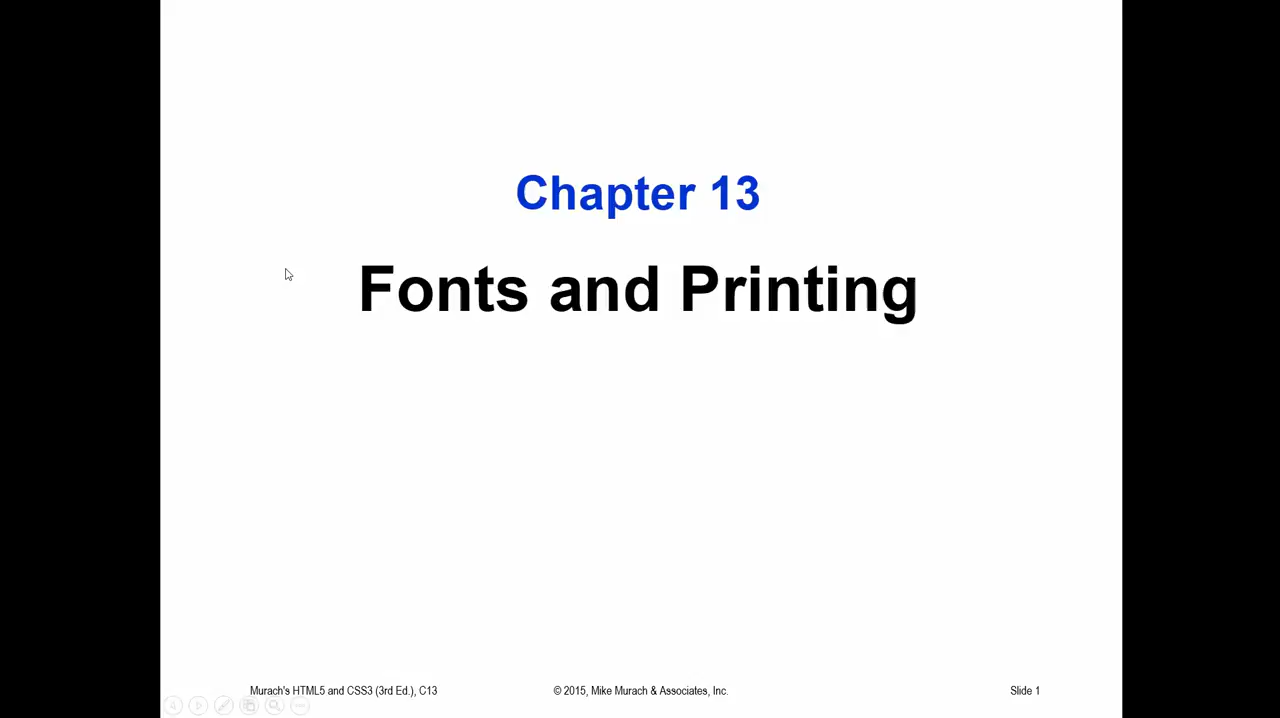 Chapter 13
Fonts and Printing
Murach's HTML5 and CSS3 (3rd Ed.), C13 © 2015, Mike Murach & Associates, Inc. Slide 1